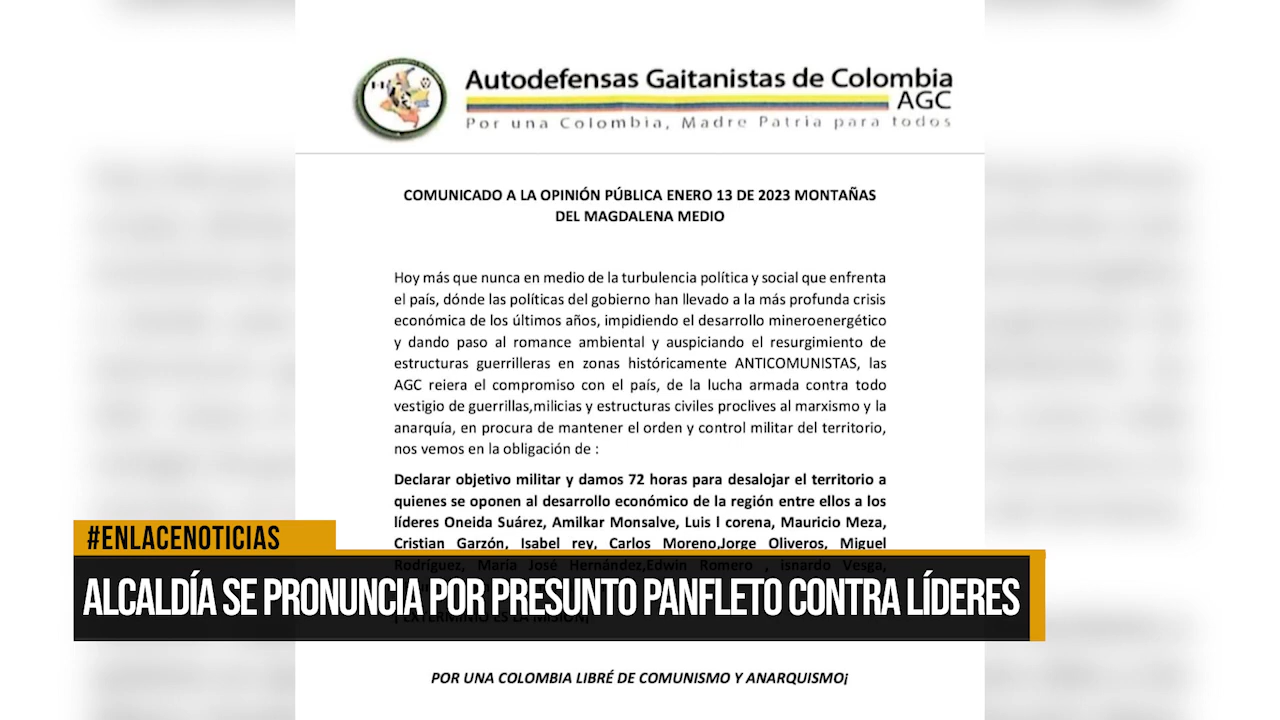 Autodefensas Gaitanistas de Colombia
AGC
Por una Colombia, Madre Patria para todos
COMUNICADO A LA OPINIÓN PÚBLICA ENERO 13 DE 2023 MONTAÑAS
DEL MAGDALENA MEDIO
Hoy más que nunca en medio de la turbulencia política y social que enfrenta
el país, dónde las políticas del gobierno han llevado a la más profunda crisis
económica de los últimos años, impidiendo el desarrollo mineroenergético
y dando paso al romance ambiental y auspiciando el resurgimiento de
estructuras guerrilleras en zonas históricamente ANTICOMUNISTAS, las
AGC reiera el compromiso con el país, de la lucha armada contra todo
vestigio de guerrillas,milicias y estructuras civiles proclives al marxismo y la
anarquía, en procura de mantener el orden y control militar del territorio,
nos vemos en la obligación de :
Declarar objetivo militar y damos 72 horas para desalojar el territorio a
quienes se oponen al desarrollo económico de la región entre ellos a los
líderes Oneida Suárez, Amilkar Monsalve, Luis l corena, Mauricio Meza,
Cristian Garzón, Isabel rey, Carlos Moreno,Jorge Oliveros, Miguel
Rodríguez, Maria José Hernández,Edwin Romero , isnardo Vesga,
#ENLACENOTICIAS
ALCALDÍA SE PRONUNCIA POR PRESUNTO PANFLETO CONTRA LÍDERES
¡ EXTERMINIO ES LA MISION¡
POR UNA COLOMBIA LIBRÉ DE COMUNISMO Y ANARQUISMO¡